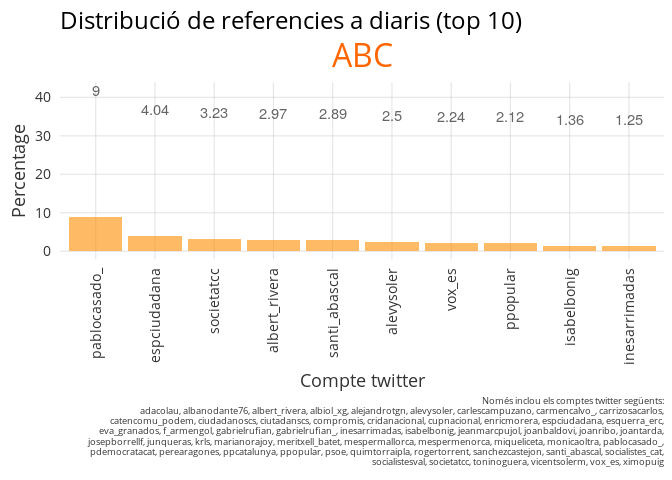 Distribució de referencies a diaris (top 10)
ABC
9
4.04
3.23
2.97
2.89
2.5
2.24
2.12
1.36
1.25
40
30
20
10
0
Percentage
pablocasado_
espciudadana
societatcc
albert_rivera
santi_abascal
alevysoler
vox_es
ppopular
isabelbonig
inesarrimadas
Compte twitter
Només inclou els comptes twitter següents:
adacolau, albanodante76, albert_rivera, albiol_xg, alejandrotgn, alevysoler, carlescampuzano, carmencalvo_, carrizosacarlos,
catencomu_podem, ciudadanoscs, ciutadanscs, compromis, cridanacional, cupnacional, enricmorera, espciudadana, esquerra_erc,
eva_granados, f_armengol, gabrielrufian, gabrielrufian_, inesarrimadas, isabelbonig, jeanmarcpujol, joanbaldovi, joanribo, joantarda,
josepborrellf, junqueras, krls, marianorajoy, meritxell_batet, mespermallorca, mespermenorca, miqueliceta, monicaoltra, pablocasado_,
pdemocratacat, perearagones, ppcatalunya, ppopular, psoe, quimtorraipla, rogertorrent, sanchezcastejon, santi_abascal, socialistes_cat,
socialistesval, societatcc, toninoguera, vicentsolerm, vox_es, ximopuig